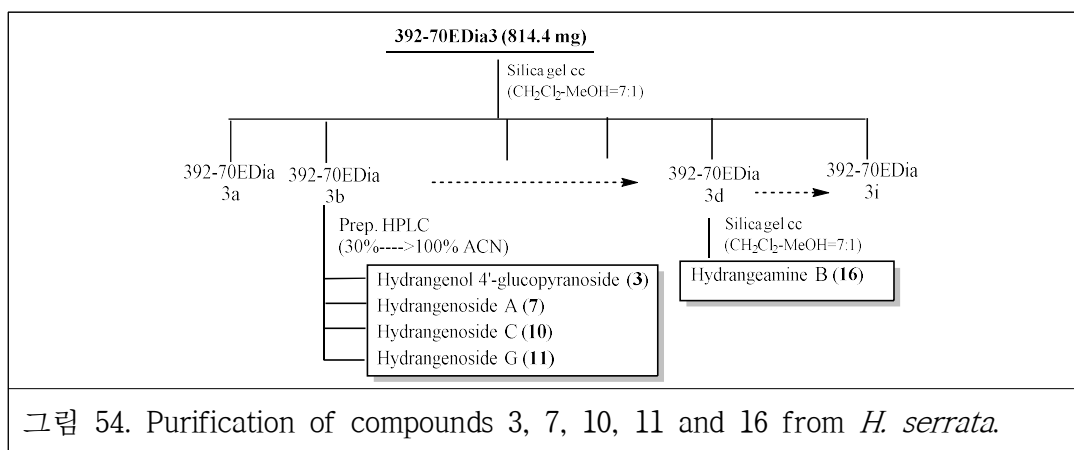 392-70EDia3 (814.4 mg)
Silica gel cc
(CH₂Cl₂-MeOH=7:1)
392-70EDia
3a
392-70EDia
3b
392-70EDia
3d
392-70EDia
3i
Prep. HPLC
(30%---->100% ACN)
Silica gel cc
(CH₂Cl₂-MeOH=7:1)
Hydrangenol 4'-glucopyranoside (3)
Hydrangenoside A (7)
Hydrangenoside C (10)
Hydrangenoside G (11)
Hydrangeamine B (16)
그림 54. Purification of compounds 3, 7, 10, 11 and 16 from H. serrata.